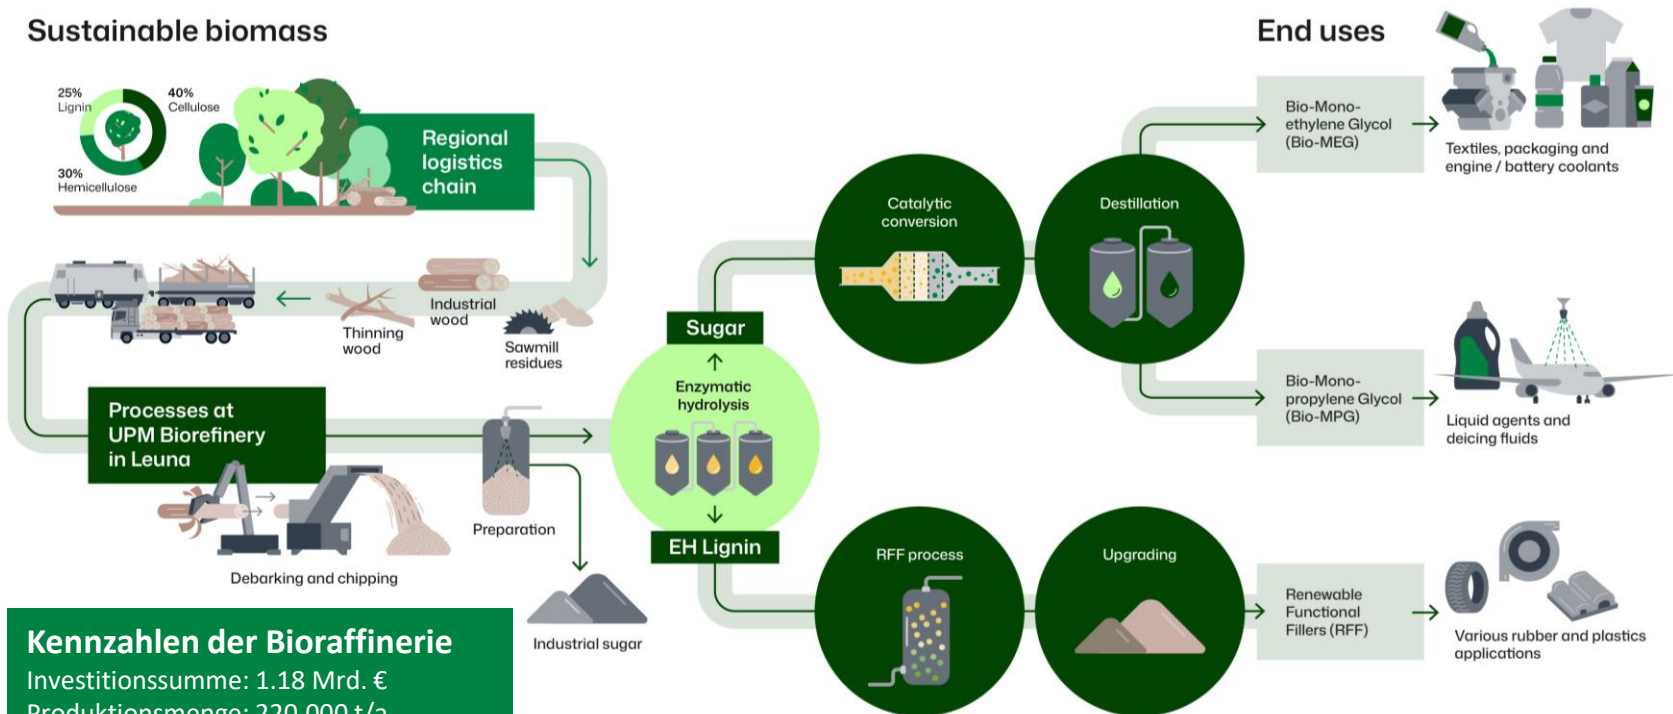 Sustainable biomass
25%
Lignin
40%
Cellulose
30%
Hemicellulose
Regional
logistics
chain
Thinning
wood
Industrial
wood
Sawmill
residues
Processes at
UPM Biorefinery
in Leuna
Debarking and chipping
Preparation
Industrial sugar
Sugar
Enzymatic
hydrolysis
EH Lignin
Catalytic
conversion
Destillation
RFF process
Upgrading
End uses
Bio-Mono-
ethylene Glycol
(Bio-MEG)
Textiles, packaging and
engine / battery coolants
Bio-Mono-
propylene Glycol
(Bio-MPG)
Liquid agents and
deicing fluids
Renewable
Functional
Fillers (RFF)
Various rubber and plastics
applications
Kennzahlen der Bioraffinerie
Investitionssumme: 1.18 Mrd. €
Produktionsmenge: 220.000 t/a